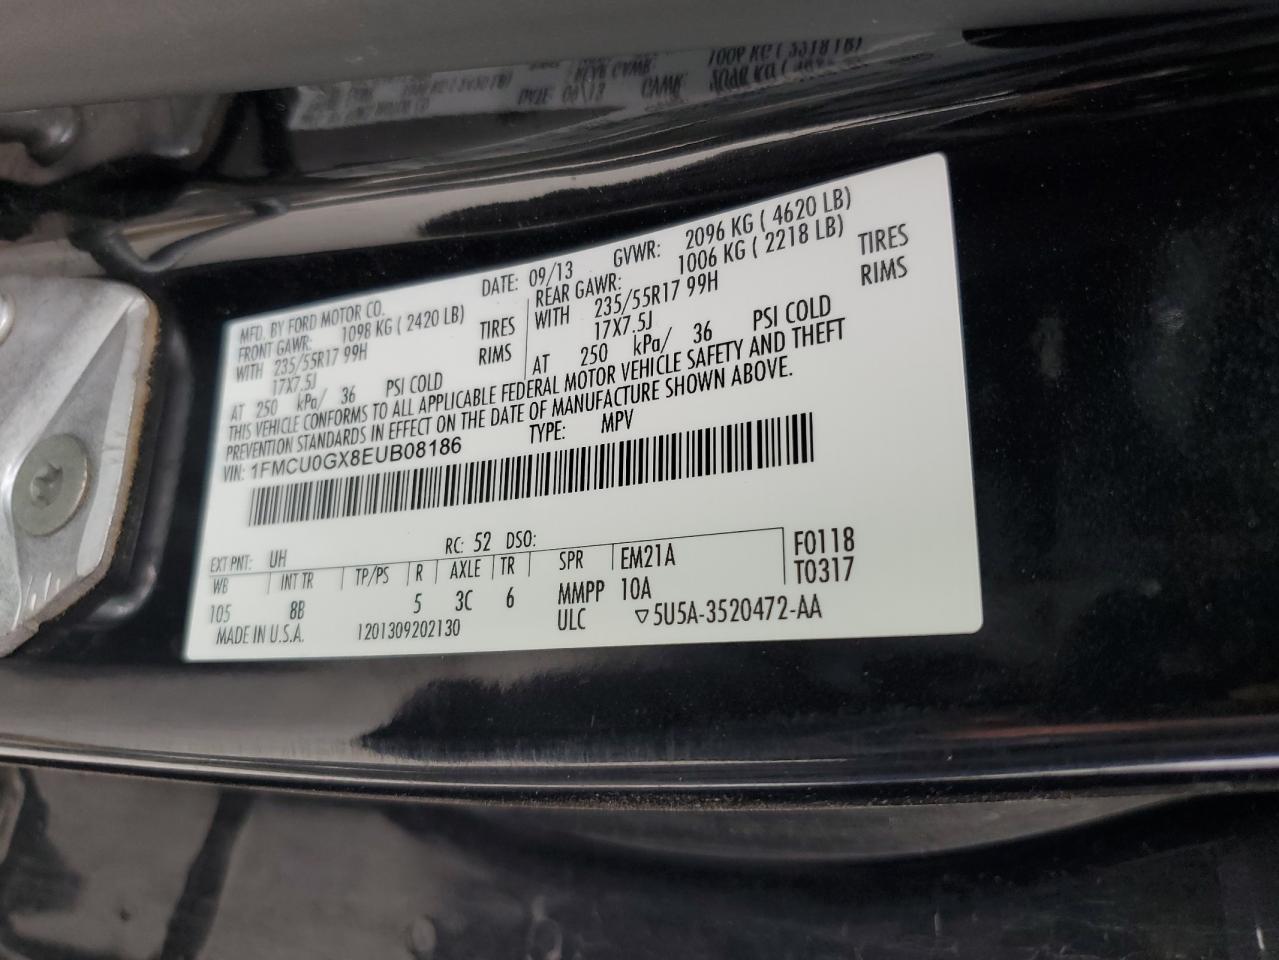 MFD. BY FORD MOTOR CO. DATE: 09/13 GVWR: 2096 KG ( 4620 LB)
FRONT GAWR: 1098 KG ( 2420 LB) REAR GAWR: 1006 KG ( 2218 LB)
WITH 235/55R17 99H TIRES WITH 235/55R17 99H TIRES
17X7.5J RIMS 17X7.5J RIMS
AT 250 kPa/ 36 PSI COLD AT 250 kPa/ 36 PSI COLD
THIS VEHICLE CONFORMS TO ALL APPLICABLE FEDERAL MOTOR VEHICLE SAFETY AND THEFT
PREVENTION STANDARDS IN EFFECT ON THE DATE OF MANUFACTURE SHOWN ABOVE.
VIN: 1FMCU0GX8EUB08186 TYPE: MPV
EXT PNT: UH RC: 52 DSO:
WB INT TR TP/PS R AXLE TR SPR EM21A F0118
105 8B 5 3C 6 MMPP 10A T0317
MADE IN U.S.A. 1201309202130 ULC ▽5U5A-3520472-AA